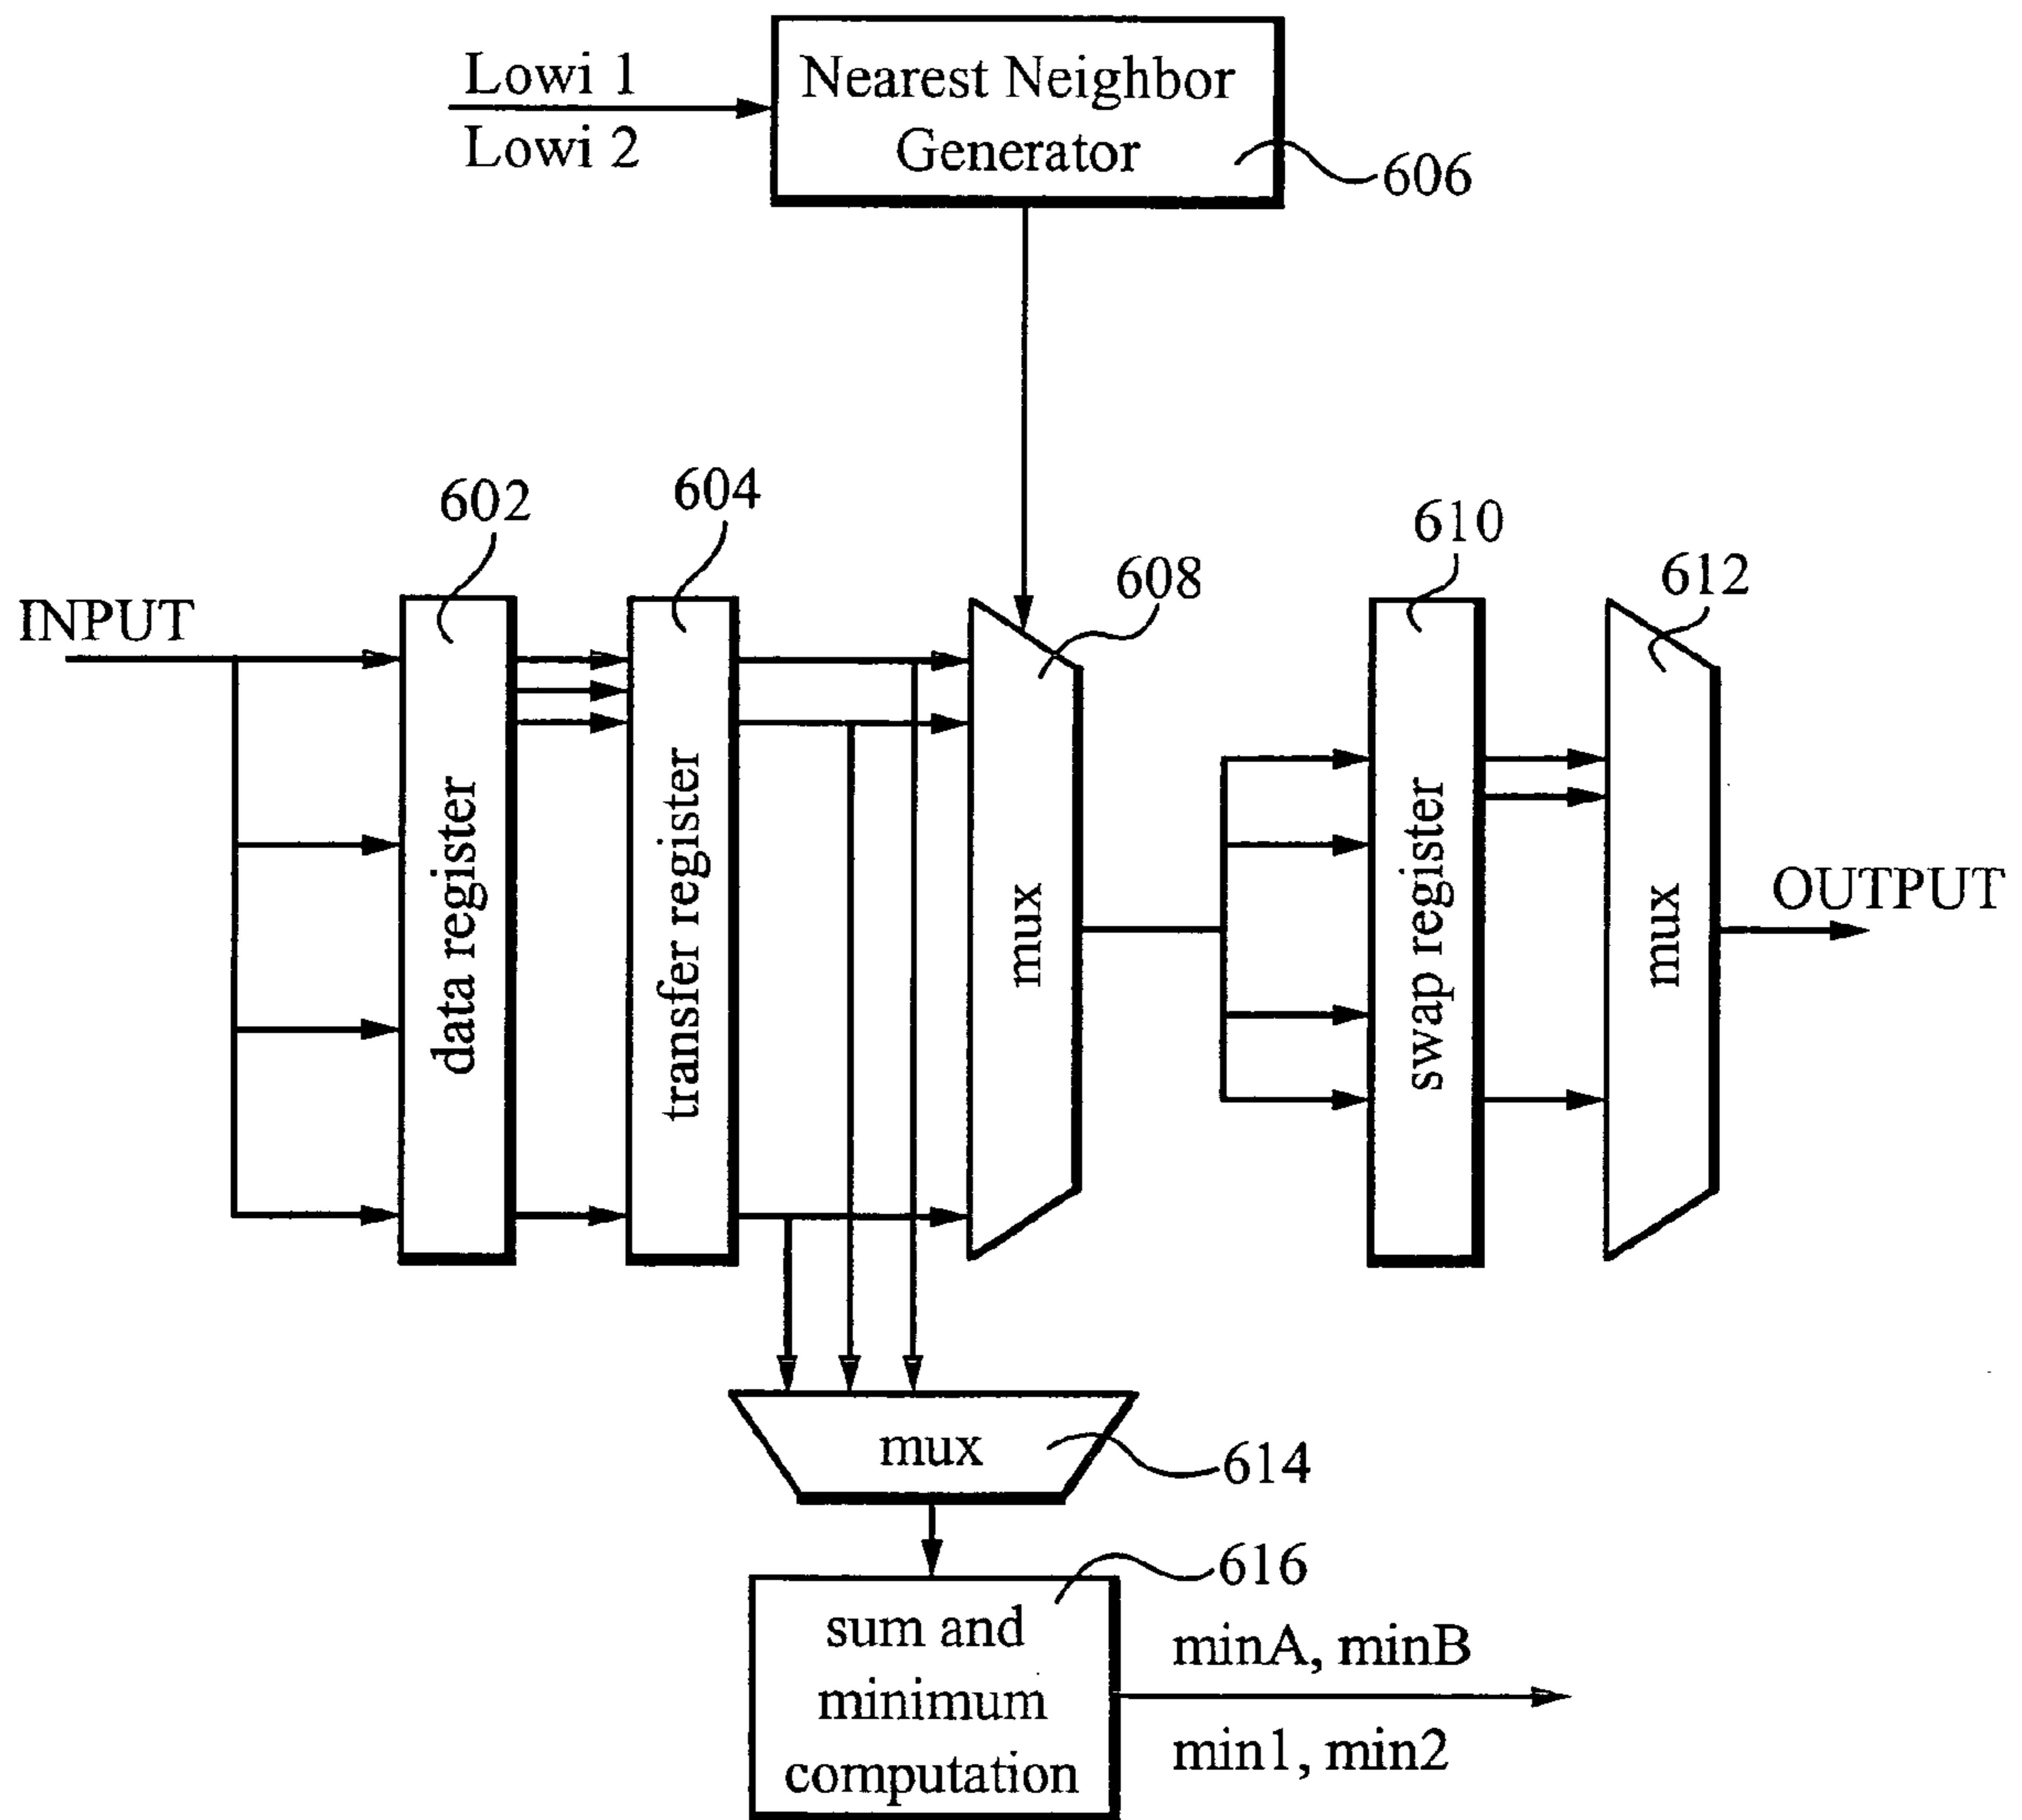 Lowi 1
Lowi 2
Nearest Neighbor
Generator
606
602
604
608
610
612
INPUT
data register
transfer register
mux
swap register
mux
OUTPUT
mux
614
616
sum and
minimum
computation
minA, minB
min1, min2